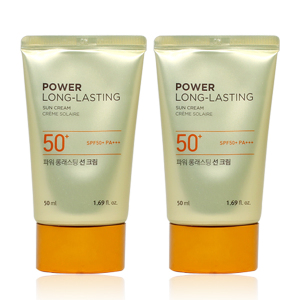 POWER
LONG-LASTING
SUN CREAM
CRÈME SOLAIRE
50+
SPF50+ PA+++
파워 롱래스팅 선 크림
50 ml 1.69 fl. oz.
POWER
LONG-LASTING
SUN CREAM
CRÈME SOLAIRE
50+
SPF50+ PA+++
파워 롱래스팅 선 크림
50 ml 1.69 fl. oz.